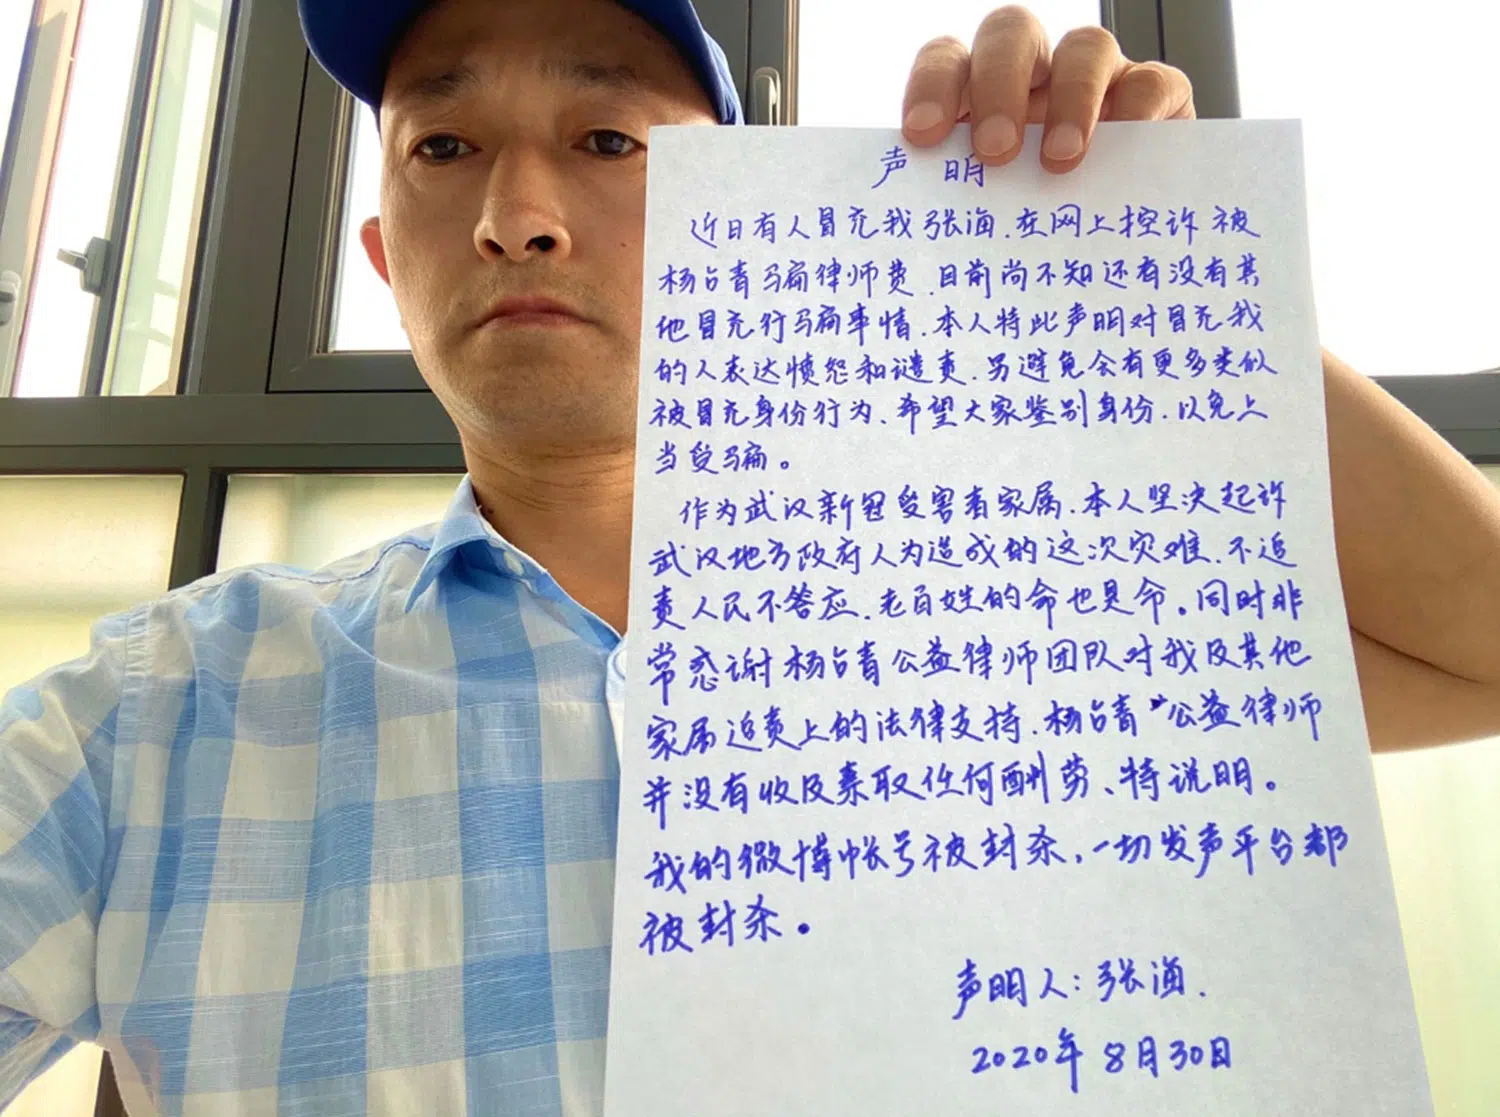 声明
近日有人冒充我张海、在网上控诉被
杨占青骗律师费、目前尚不知还有没有其
他冒充行骗事情、本人特此声明对冒充我
的人表达愤怨和谴责、另避免会有更多类似
被冒充身份行为、希望大家鉴别身份、以免上
当受骗。
作为武汉新冠受害者家属、本人坚决起诉
武汉地方政府人为造成的这次灾难、不追
责人民不答应、老百姓的命也是命。同时非
常感谢杨占青公益律师团队对我及其他
家属追责上的法律支持、杨占青“公益律师
并没有收及索取任何酬劳、特说明。
我的微博帐号被封杀、一切发声平台都
被封杀。
声明人:张海.
2020年8月30日